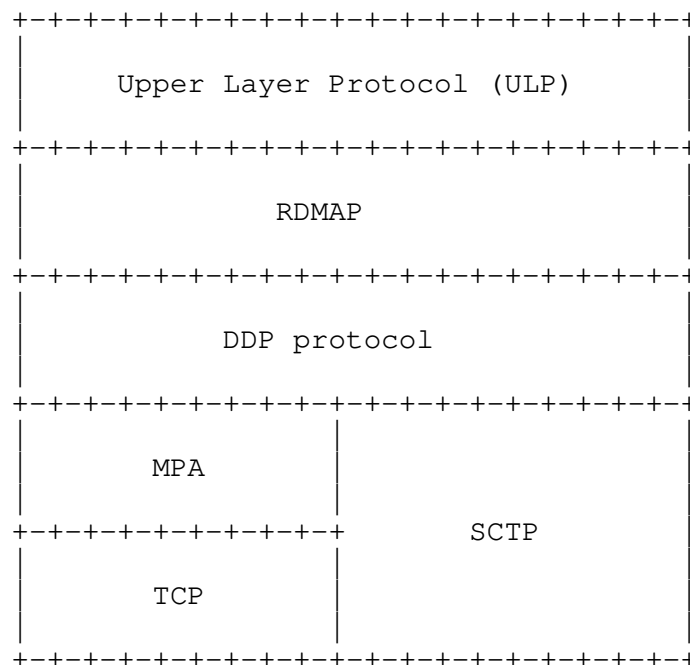 Upper Layer Protocol (ULP)
RDMAP
DDP protocol
MPA
SCTP
TCP